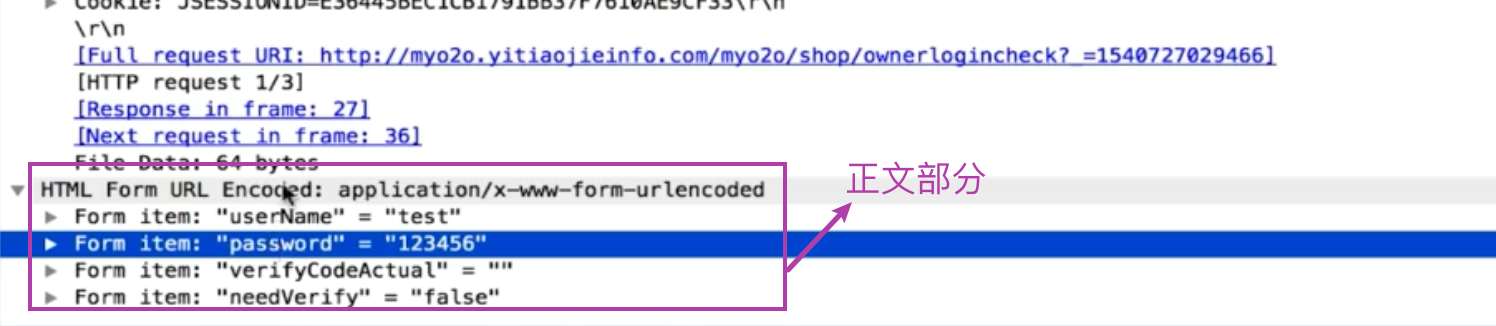 Cookie: JSESSIONID=E36445BEC1CB1791BB37F7610AE9CF33\r\n
\r\n
[Full request URI: http://myo2o.yitiaojieinfo.com/myo2o/shop/ownerlogincheck?_=1540727029466]
[HTTP request 1/3]
[Response in frame: 27]
[Next request in frame: 36]
File Data: 64 bytes
HTML Form URL Encoded: application/x-www-form-urlencoded
正文部分
Form item: "userName" = "test"
Form item: "password" = "123456"
Form item: "verifyCodeActual" = ""
Form item: "needVerify" = "false"